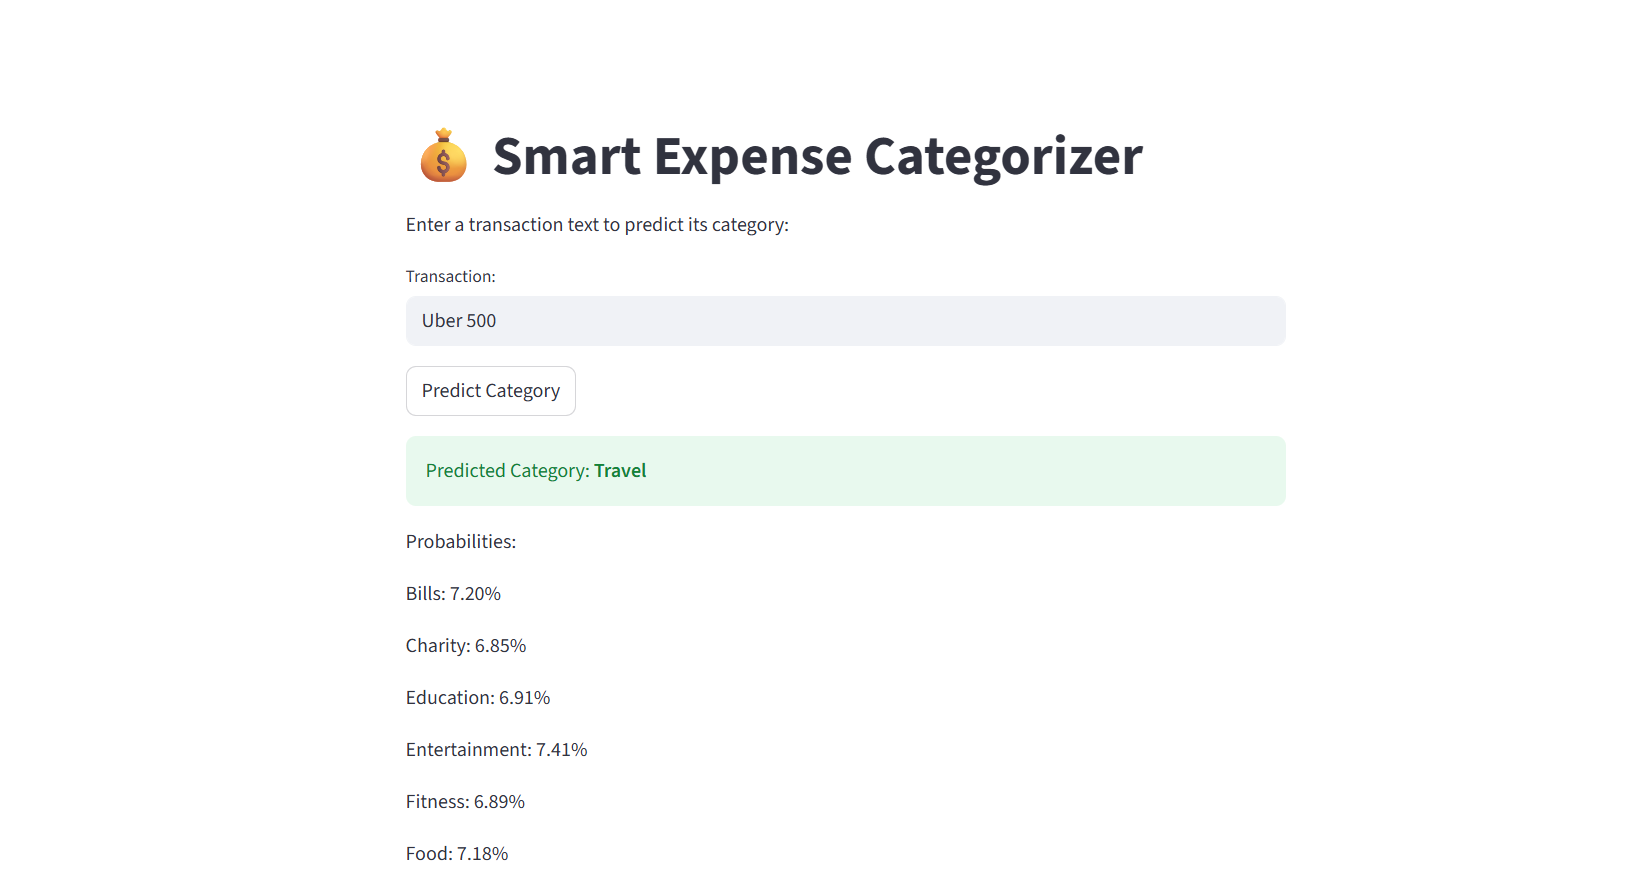 Smart Expense Categorizer
Enter a transaction text to predict its category:
Transaction:
Uber 500
Predict Category
Predicted Category: Travel
Probabilities:
Bills: 7.20%
Charity: 6.85%
Education: 6.91%
Entertainment: 7.41%
Fitness: 6.89%
Food: 7.18%